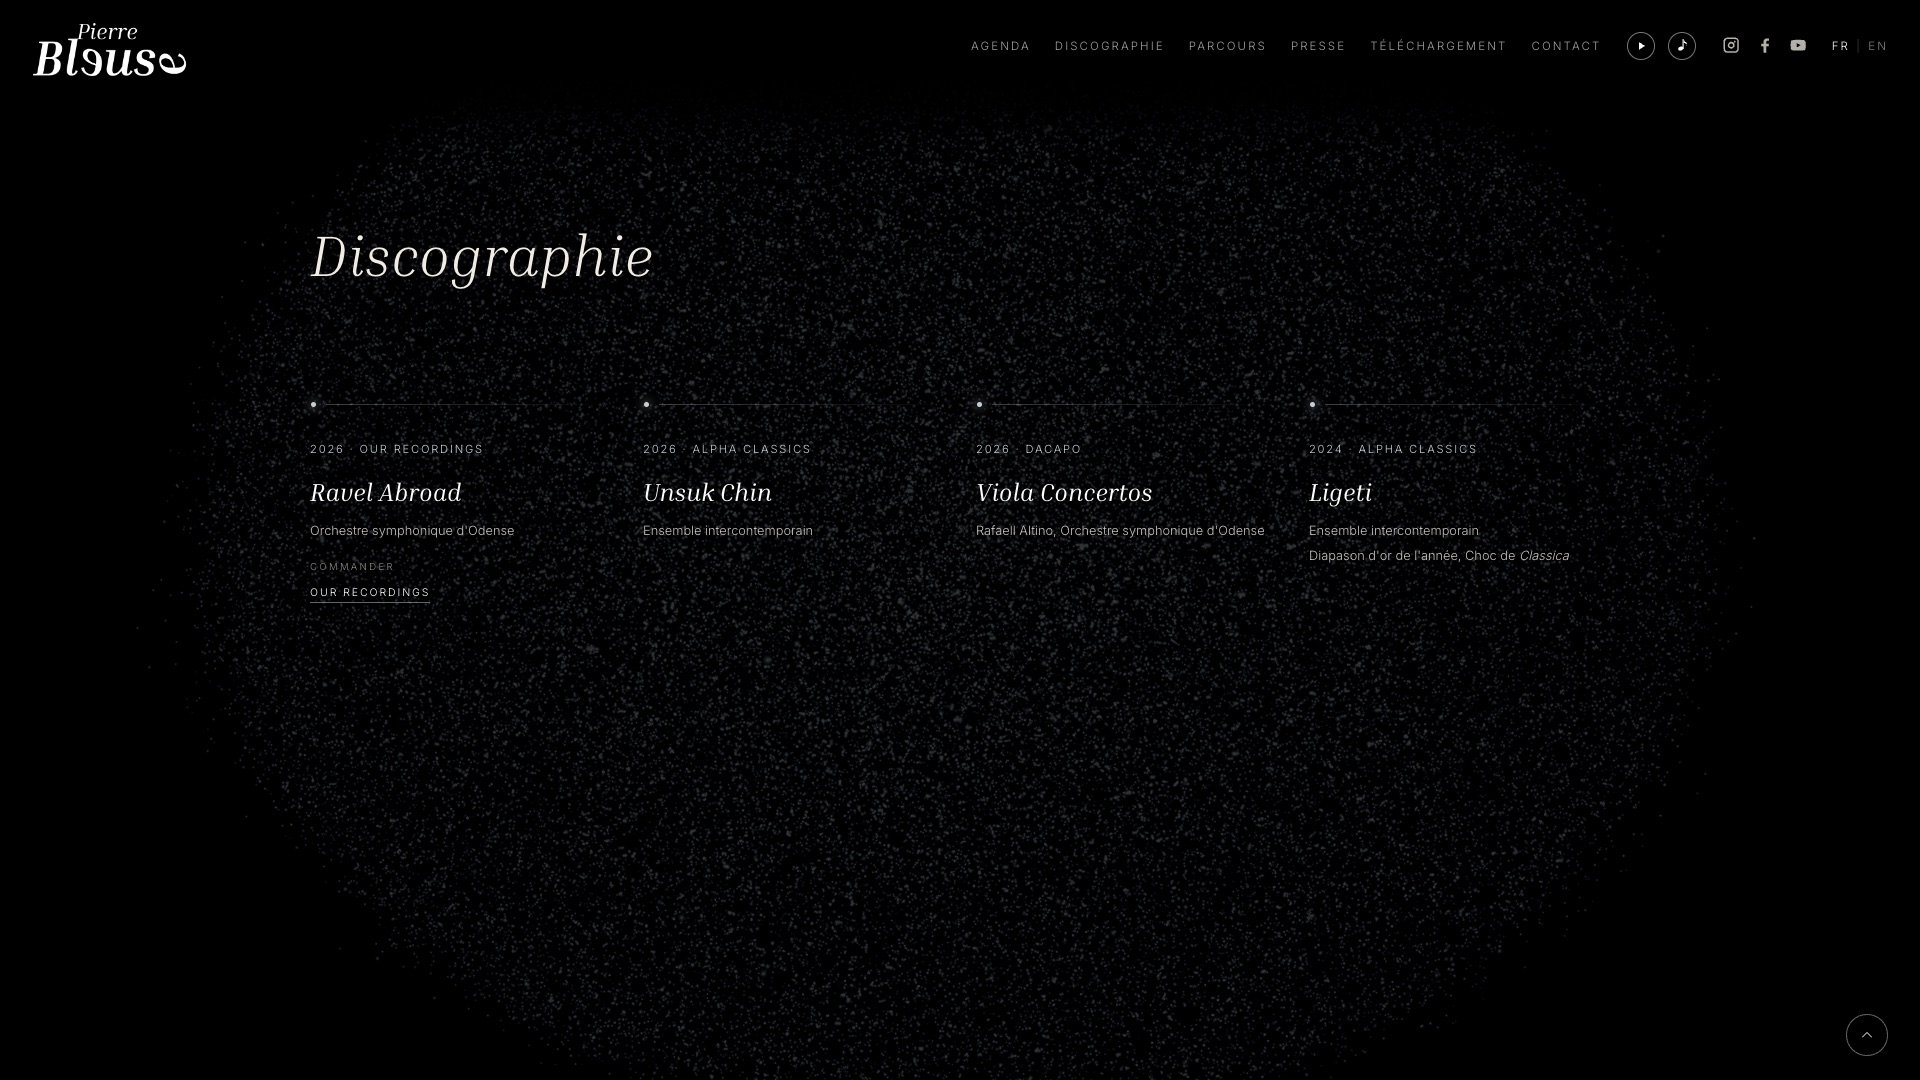 Pierre
Bleuse
AGENDA DISCOGRAPHIE PARCOURS PRESSE TÉLÉCHARGEMENT CONTACT FR | EN
Discographie
2026 · OUR RECORDINGS
Ravel Abroad
Orchestre symphonique d'Odense
COMMANDER
OUR RECORDINGS
2026 · ALPHA CLASSICS
Unsuk Chin
Ensemble intercontemporain
2026 · DACAPO
Viola Concertos
Rafaell Altino, Orchestre symphonique d'Odense
2024 · ALPHA CLASSICS
Ligeti
Ensemble intercontemporain
Diapason d'or de l'année, Choc de Classica